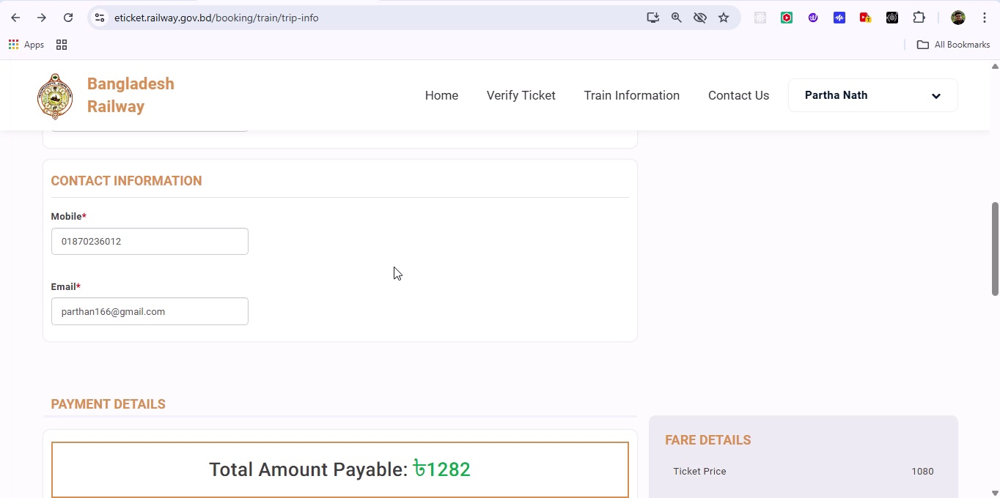 eticket.railway.gov.bd/booking/train/trip-info
Apps
All Bookmarks
Bangladesh
Railway
Home
Verify Ticket
Train Information
Contact Us
Partha Nath
CONTACT INFORMATION
Mobile*
01870236012
Email*
parthan166@gmail.com
PAYMENT DETAILS
Total Amount Payable: ৳1282
FARE DETAILS
Ticket Price 1080